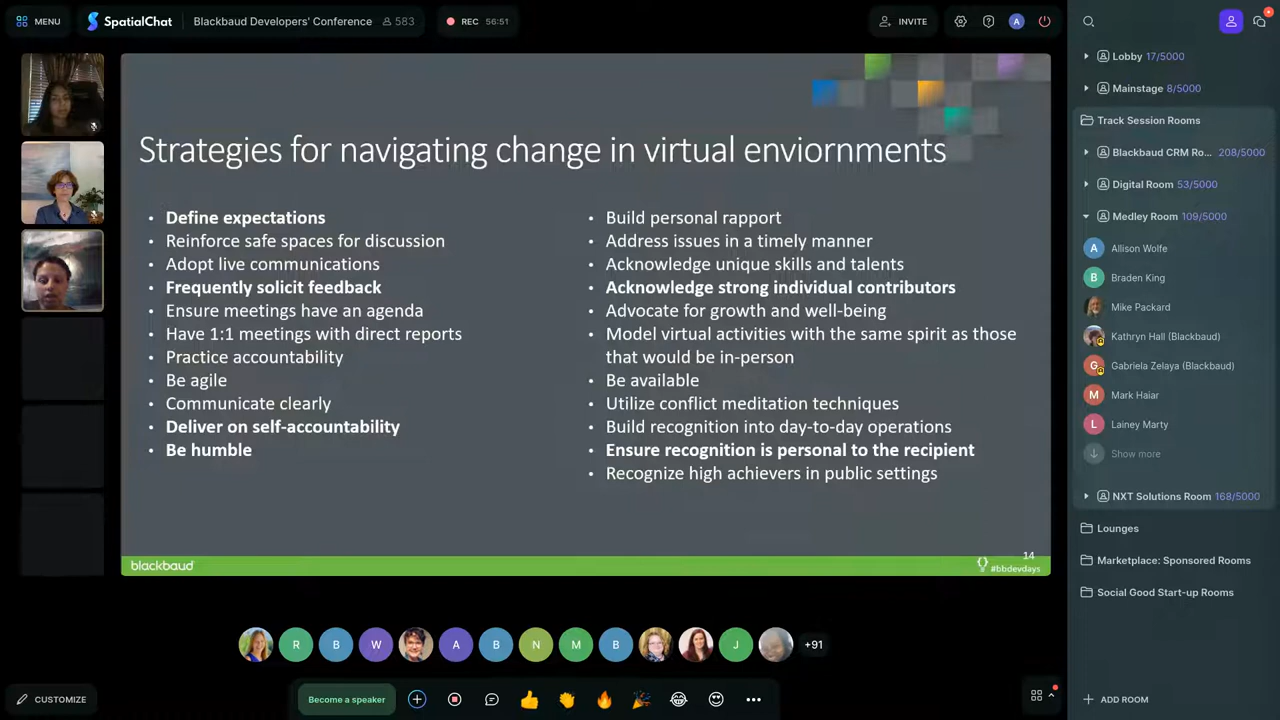 MENU
SpatialChat
Blackbaud Developers' Conference
583
REC 56:51
INVITE
A
Strategies for navigating change in virtual enviornments
• Define expectations
• Reinforce safe spaces for discussion
• Adopt live communications
• Frequently solicit feedback
• Ensure meetings have an agenda
• Have 1:1 meetings with direct reports
• Practice accountability
• Be agile
• Communicate clearly
• Deliver on self-accountability
• Be humble
• Build personal rapport
• Address issues in a timely manner
• Acknowledge unique skills and talents
• Acknowledge strong individual contributors
• Advocate for growth and well-being
• Model virtual activities with the same spirit as those
that would be in-person
• Be available
• Utilize conflict meditation techniques
• Build recognition into day-to-day operations
• Ensure recognition is personal to the recipient
• Recognize high achievers in public settings
blackbaud
14
#bbdevdays
R B W A B N M B J +91
CUSTOMIZE
Become a speaker
Lobby 17/5000
Mainstage 8/5000
Track Session Rooms
Blackbaud CRM Ro... 208/5000
Digital Room 53/5000
Medley Room 109/5000
A Allison Wolfe
B Braden King
Mike Packard
Kathryn Hall (Blackbaud)
G Gabriela Zelaya (Blackbaud)
M Mark Haiar
L Lainey Marty
Show more
NXT Solutions Room 168/5000
Lounges
Marketplace: Sponsored Rooms
Social Good Start-up Rooms
ADD ROOM